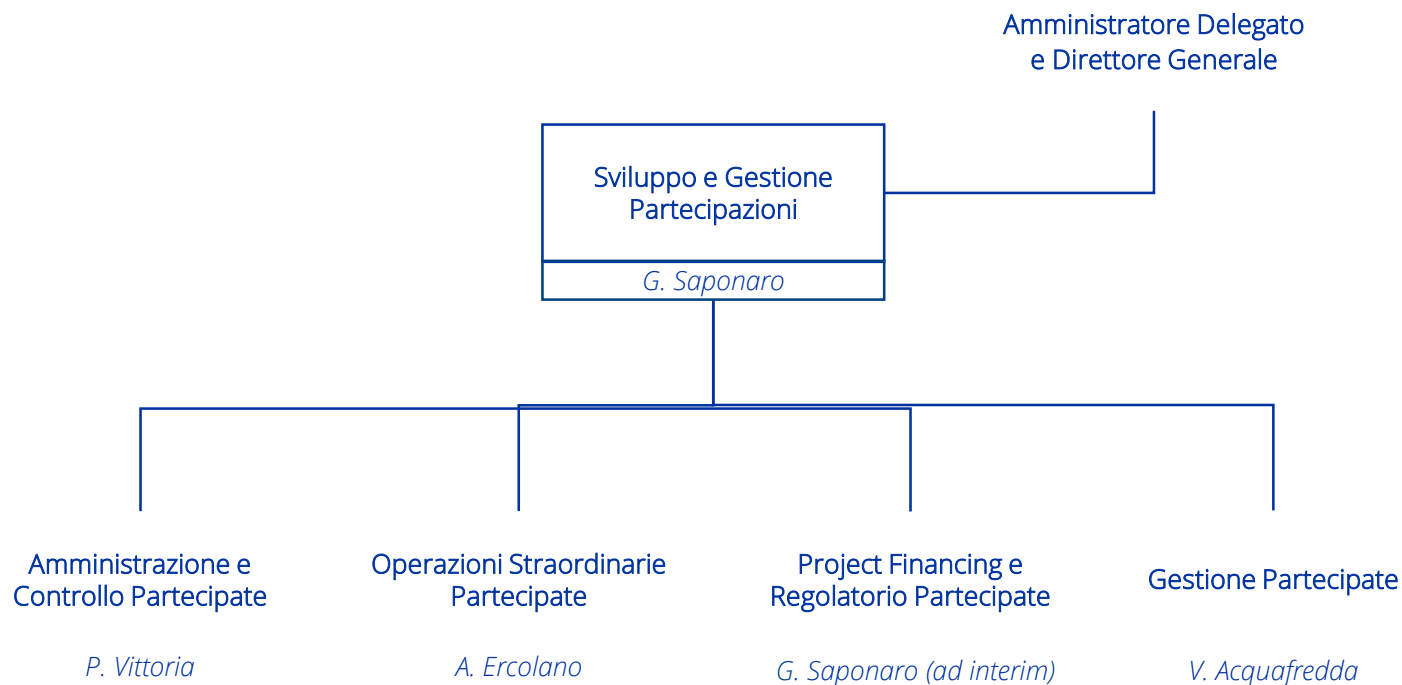 Amministratore Delegato
e Direttore Generale
Sviluppo e Gestione
Partecipazioni
G. Saponaro
Amministrazione e
Controllo Partecipate
P. Vittoria
Operazioni Straordinarie
Partecipate
A. Ercolano
Project Financing e
Regolatorio Partecipate
G. Saponaro (ad interim)
Gestione Partecipate
V. Acquafredda